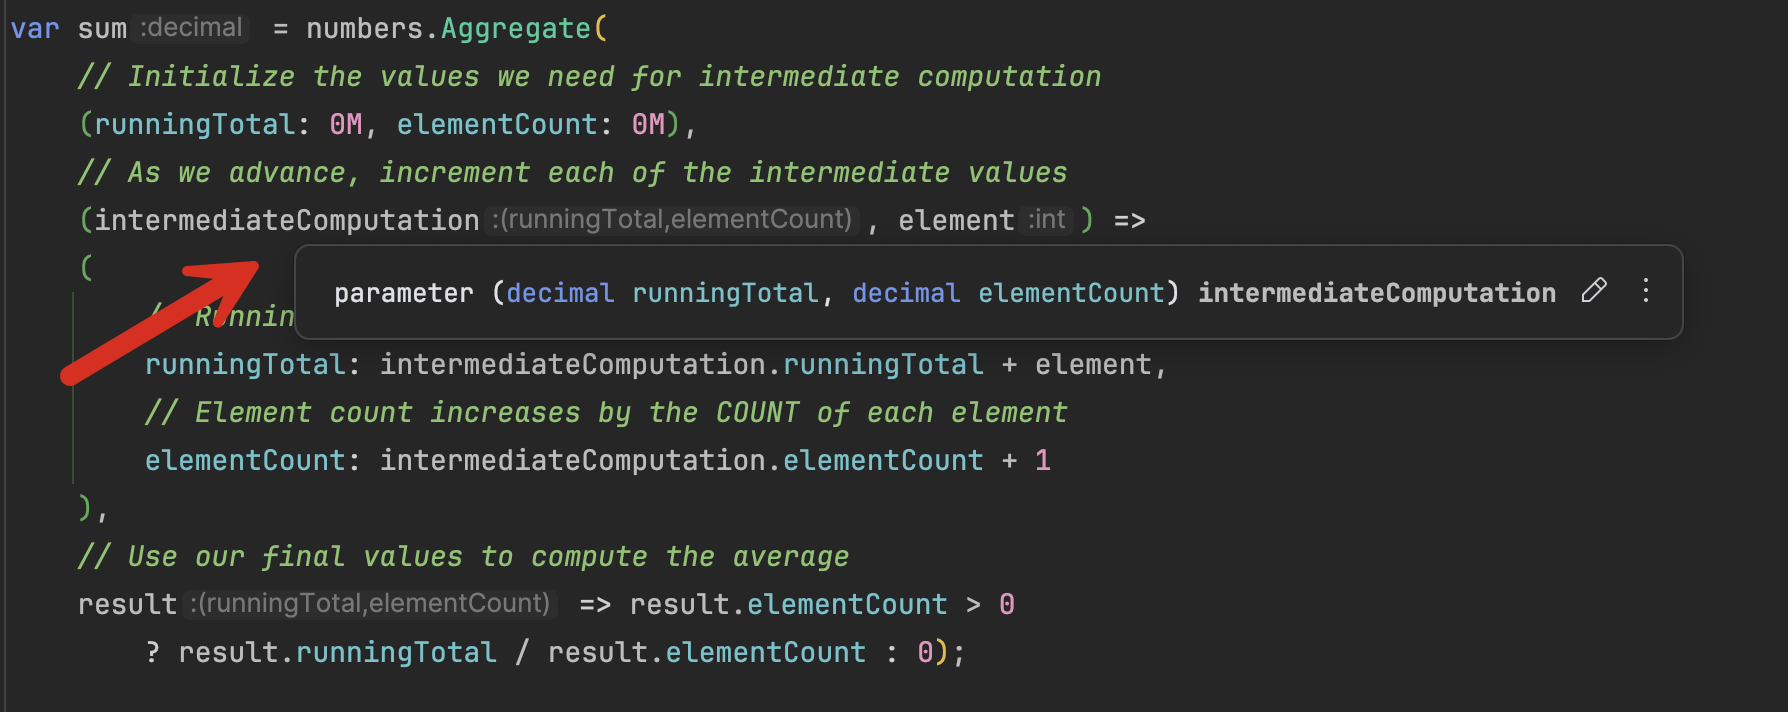 var sum :decimal = numbers.Aggregate(
// Initialize the values we need for intermediate computation
(runningTotal: 0M, elementCount: 0M),
// As we advance, increment each of the intermediate values
(intermediateComputation :(runningTotal,elementCount) , element :int ) =>
(
parameter (decimal runningTotal, decimal elementCount) intermediateComputation
// Runnin
runningTotal: intermediateComputation.runningTotal + element,
// Element count increases by the COUNT of each element
elementCount: intermediateComputation.elementCount + 1
),
// Use our final values to compute the average
result :(runningTotal,elementCount) => result.elementCount > 0
? result.runningTotal / result.elementCount : 0);